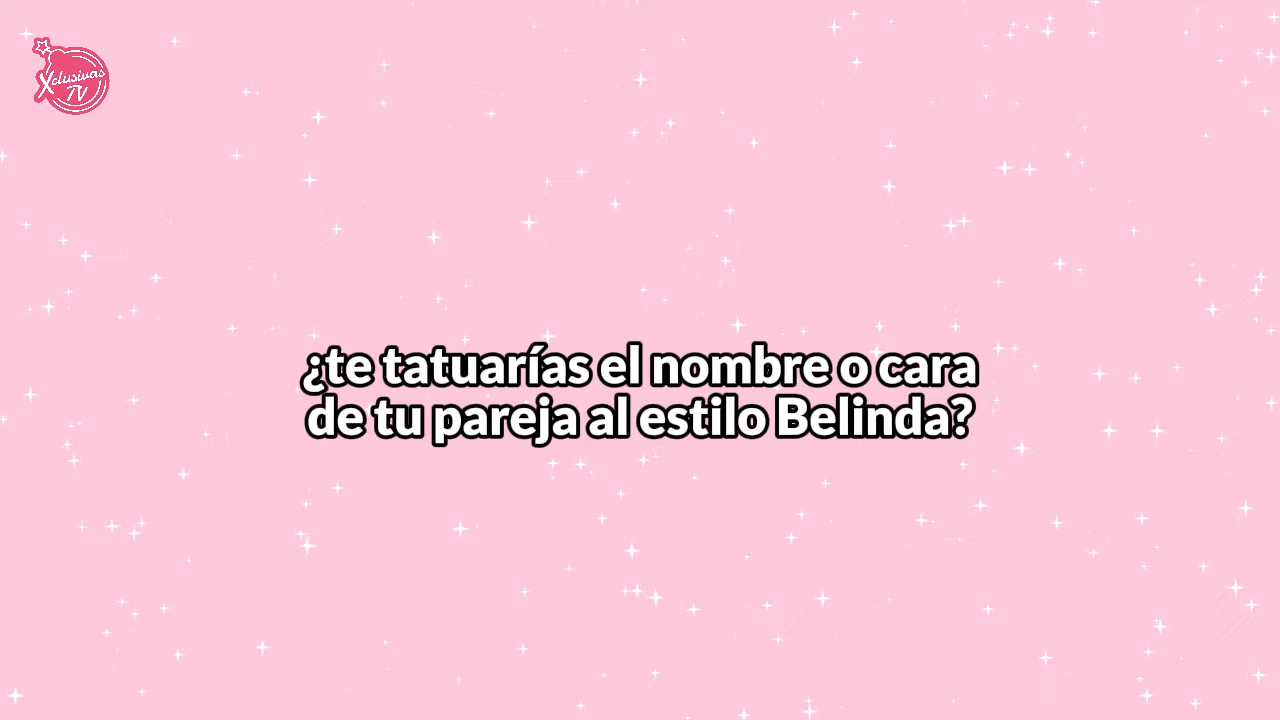 Xclusivas
TV
¿te tatuarías el nombre o cara
de tu pareja al estilo Belinda?